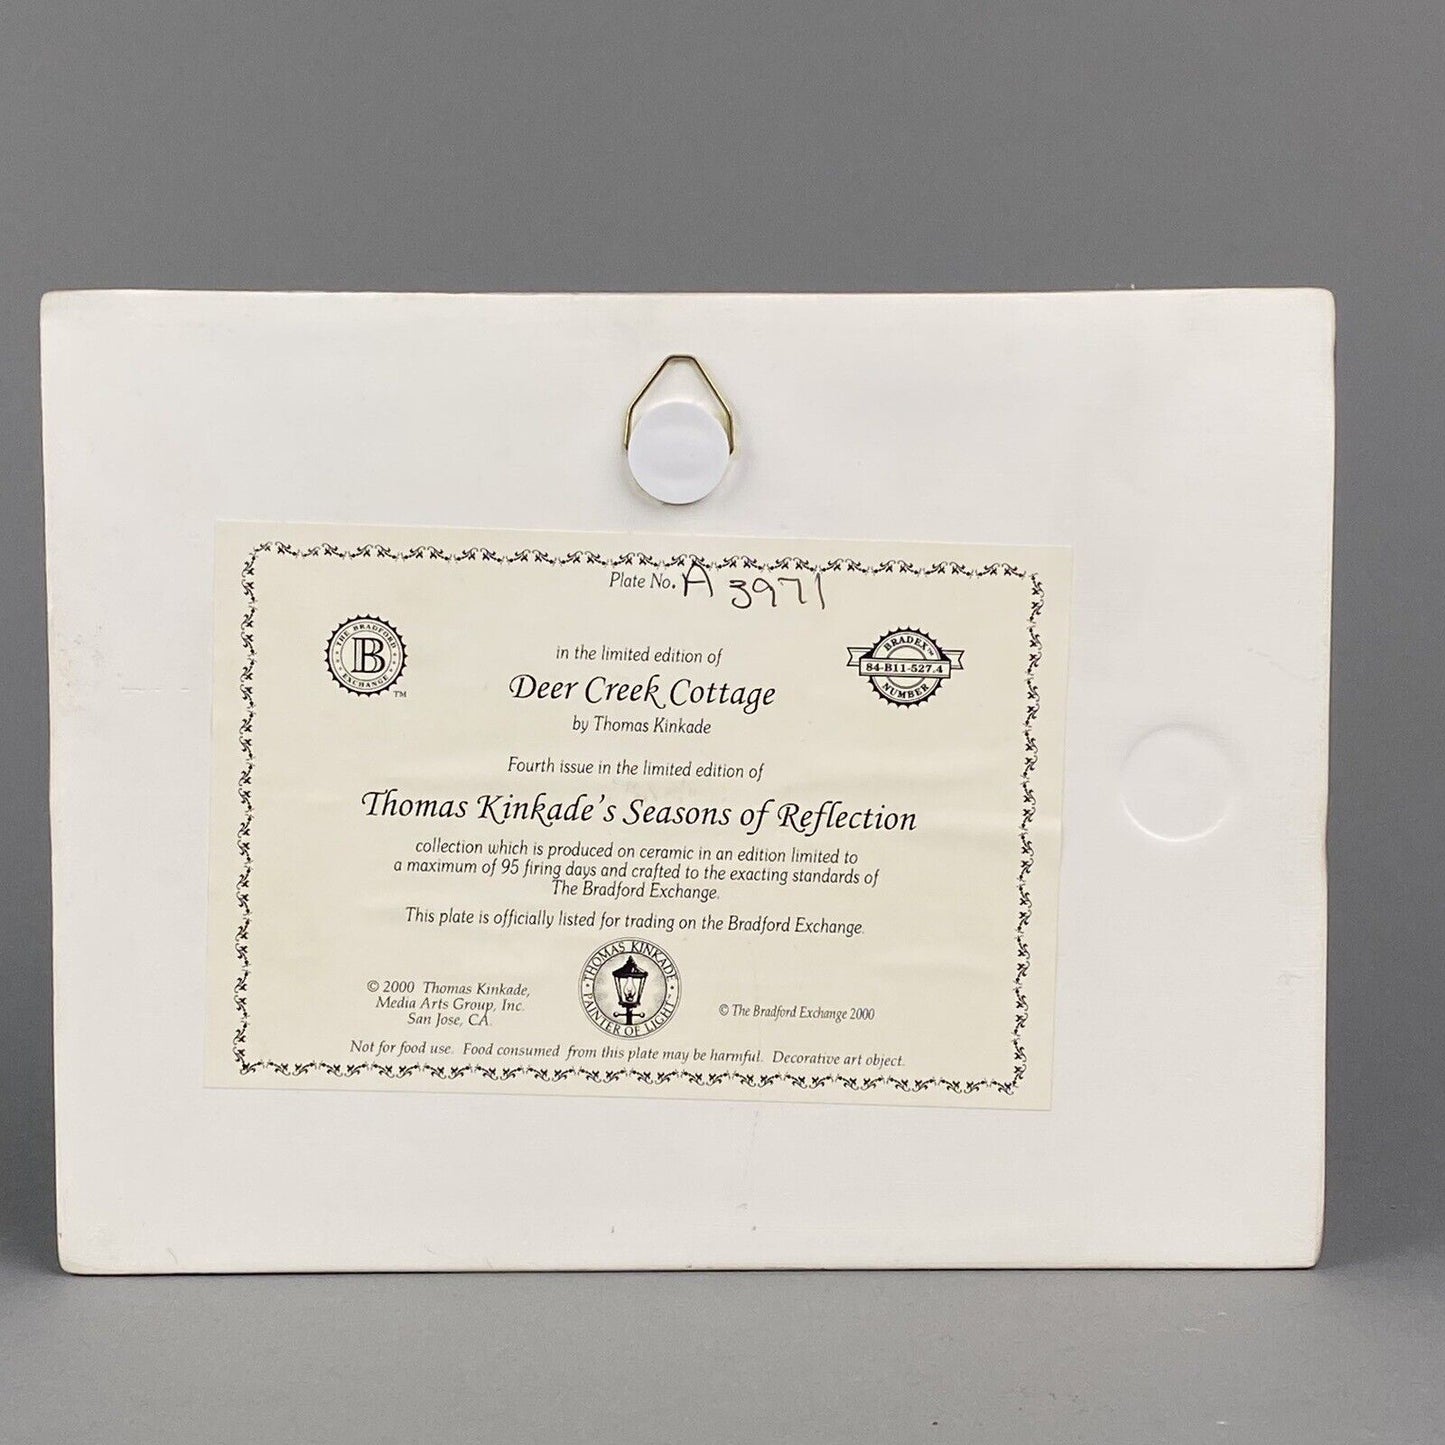 Plate No. A 3971
THE BRADFORD EXCHANGE
B
TM
BRADEX™
84-B11-527.4
NUMBER
in the limited edition of
Deer Creek Cottage
by Thomas Kinkade
Fourth issue in the limited edition of
Thomas Kinkade's Seasons of Reflection
collection which is produced on ceramic in an edition limited to
a maximum of 95 firing days and crafted to the exacting standards of
The Bradford Exchange.
This plate is officially listed for trading on the Bradford Exchange.
© 2000 Thomas Kinkade,
Media Arts Group, Inc.
San Jose, CA.
THOMAS KINKADE
PAINTER OF LIGHT™
© The Bradford Exchange 2000
Not for food use. Food consumed from this plate may be harmful. Decorative art object.